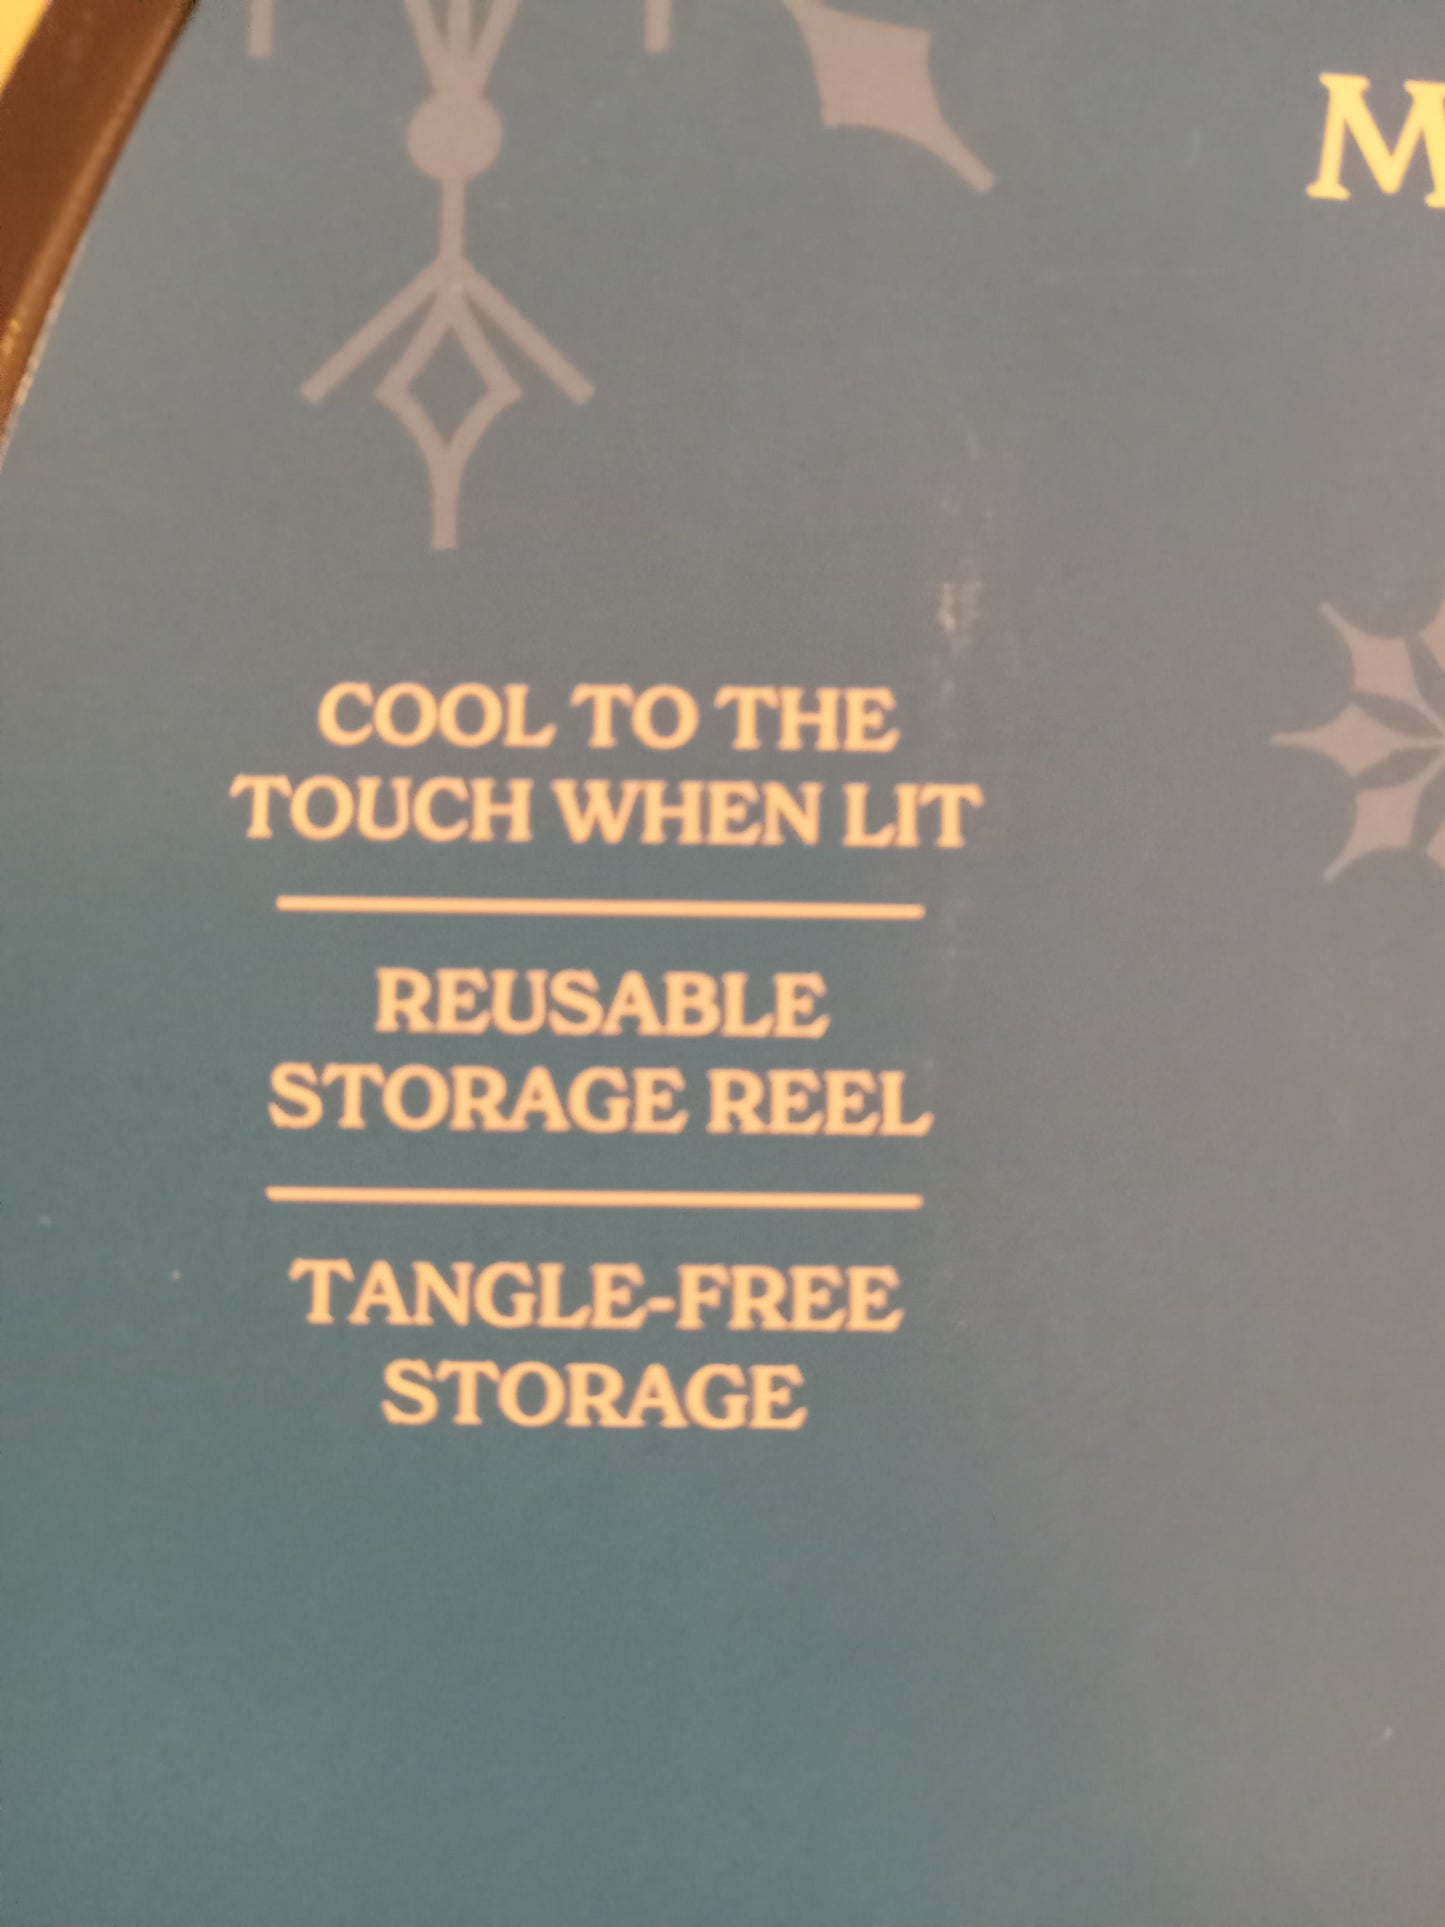 M
COOL TO THE
TOUCH WHEN LIT
REUSABLE
STORAGE REEL
TANGLE-FREE
STORAGE